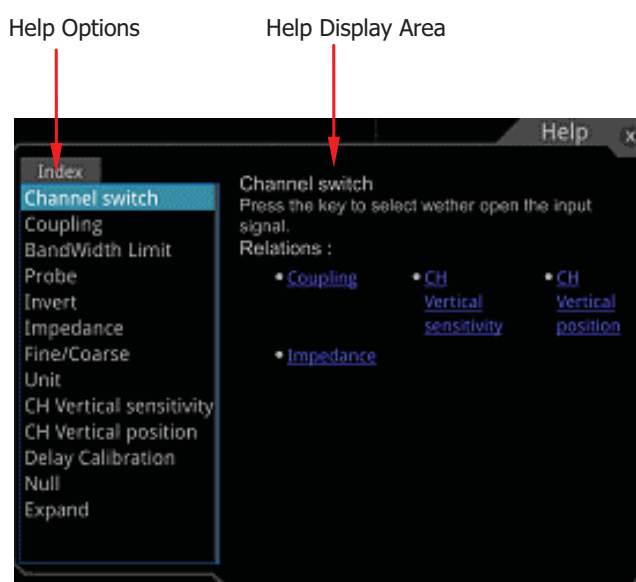 Help Options
Help Display Area
Help
x
Index
Channel switch
Coupling
BandWidth Limit
Probe
Invert
Impedance
Fine/Coarse
Unit
CH Vertical sensitivity
CH Vertical position
Delay Calibration
Null
Expand
Channel switch
Press the key to select wether open the input
signal.
Relations :
• Coupling
• CH
Vertical
sensitivity
• CH
Vertical
position
• Impedance